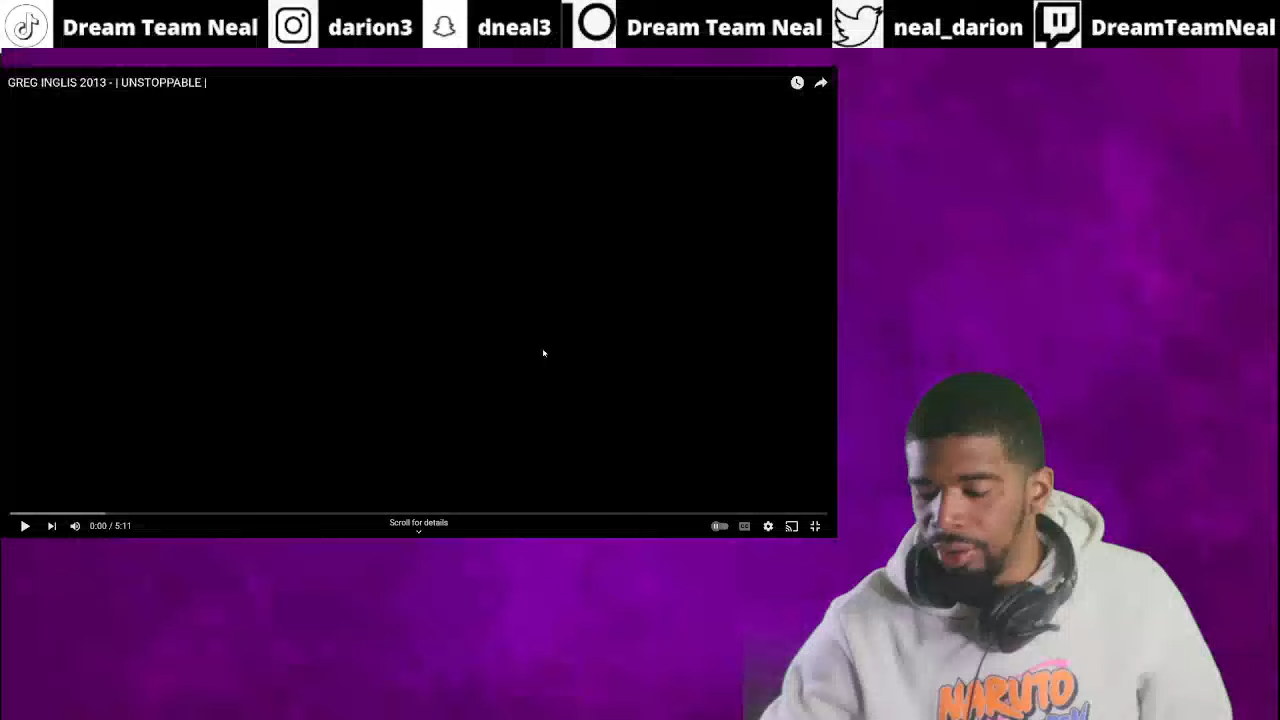 Dream Team Neal darion3 dneal3 Dream Team Neal neal_darion DreamTeamNeal
GREG INGLIS 2013 - | UNSTOPPABLE |
Scroll for details
0:00 / 5:11
CC
NARUTO